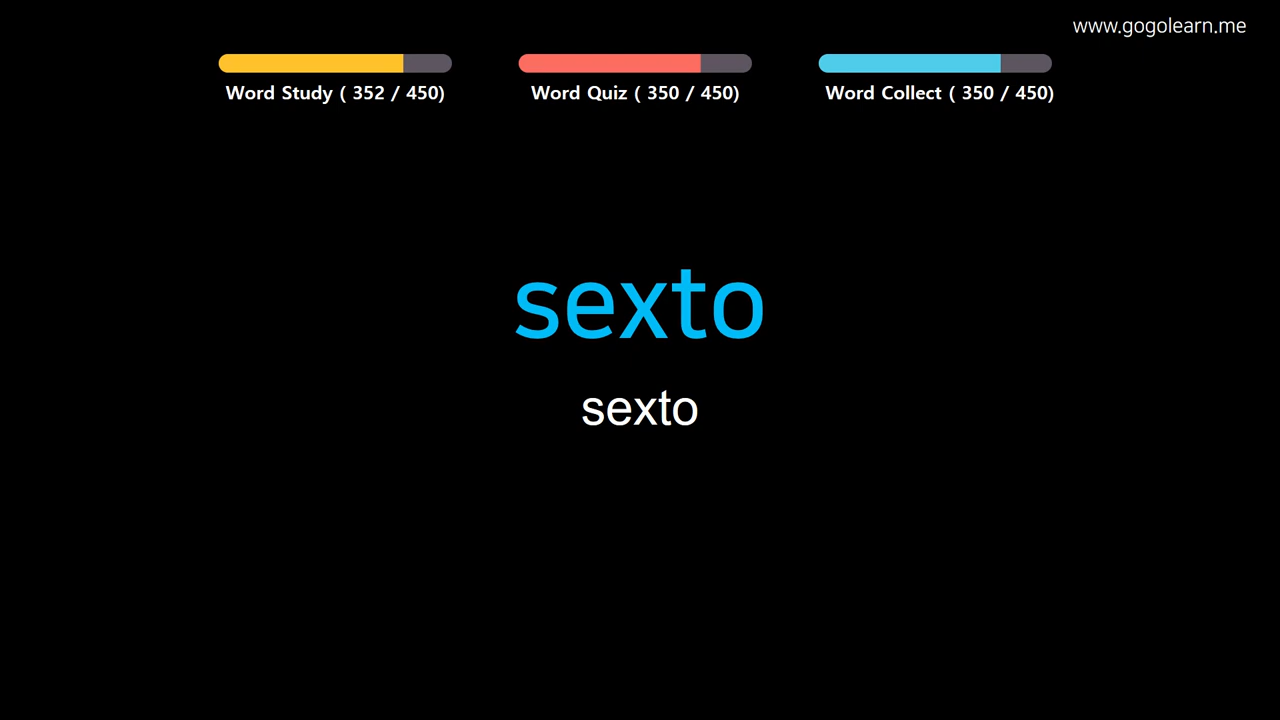 www.gogolearn.me
Word Study ( 352 / 450)
Word Quiz ( 350 / 450)
Word Collect ( 350 / 450)
sexto
sexto